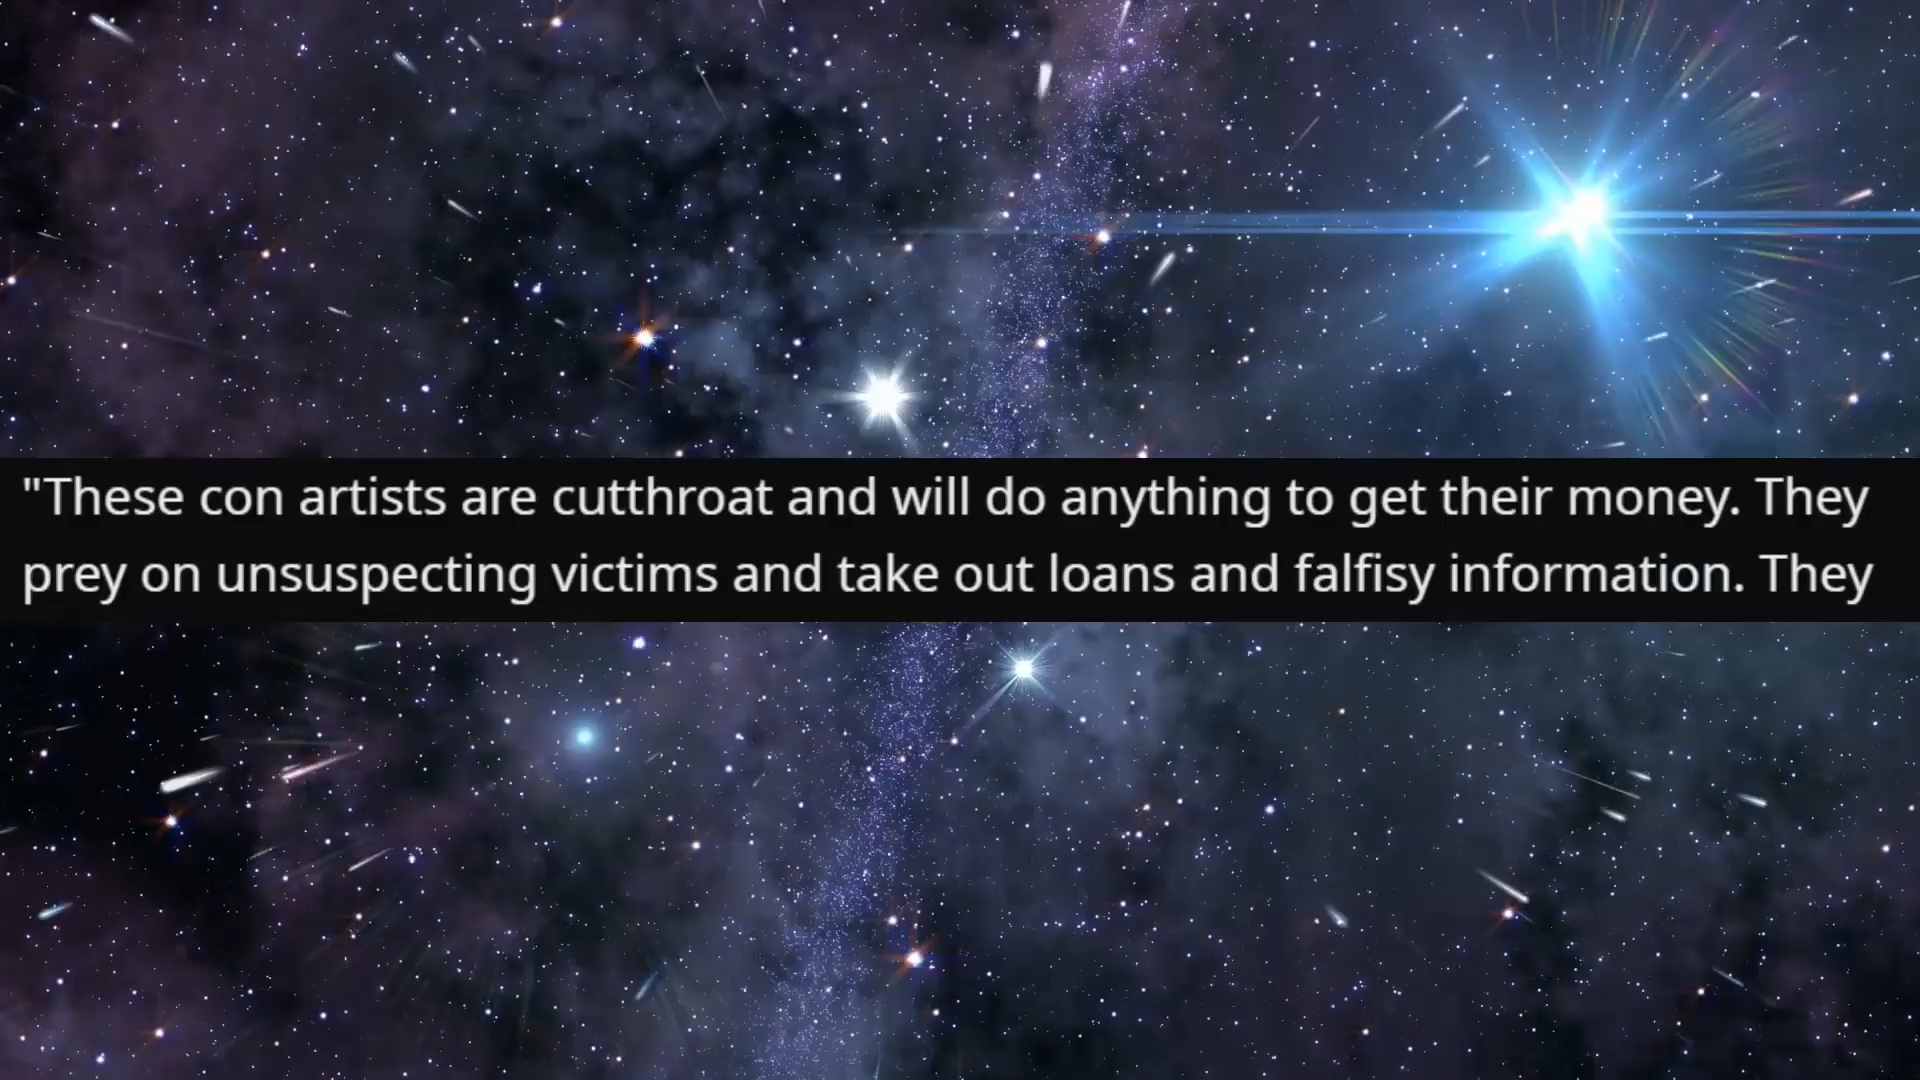 "These con artists are cutthroat and will do anything to get their money. They
prey on unsuspecting victims and take out loans and falfisy information. They